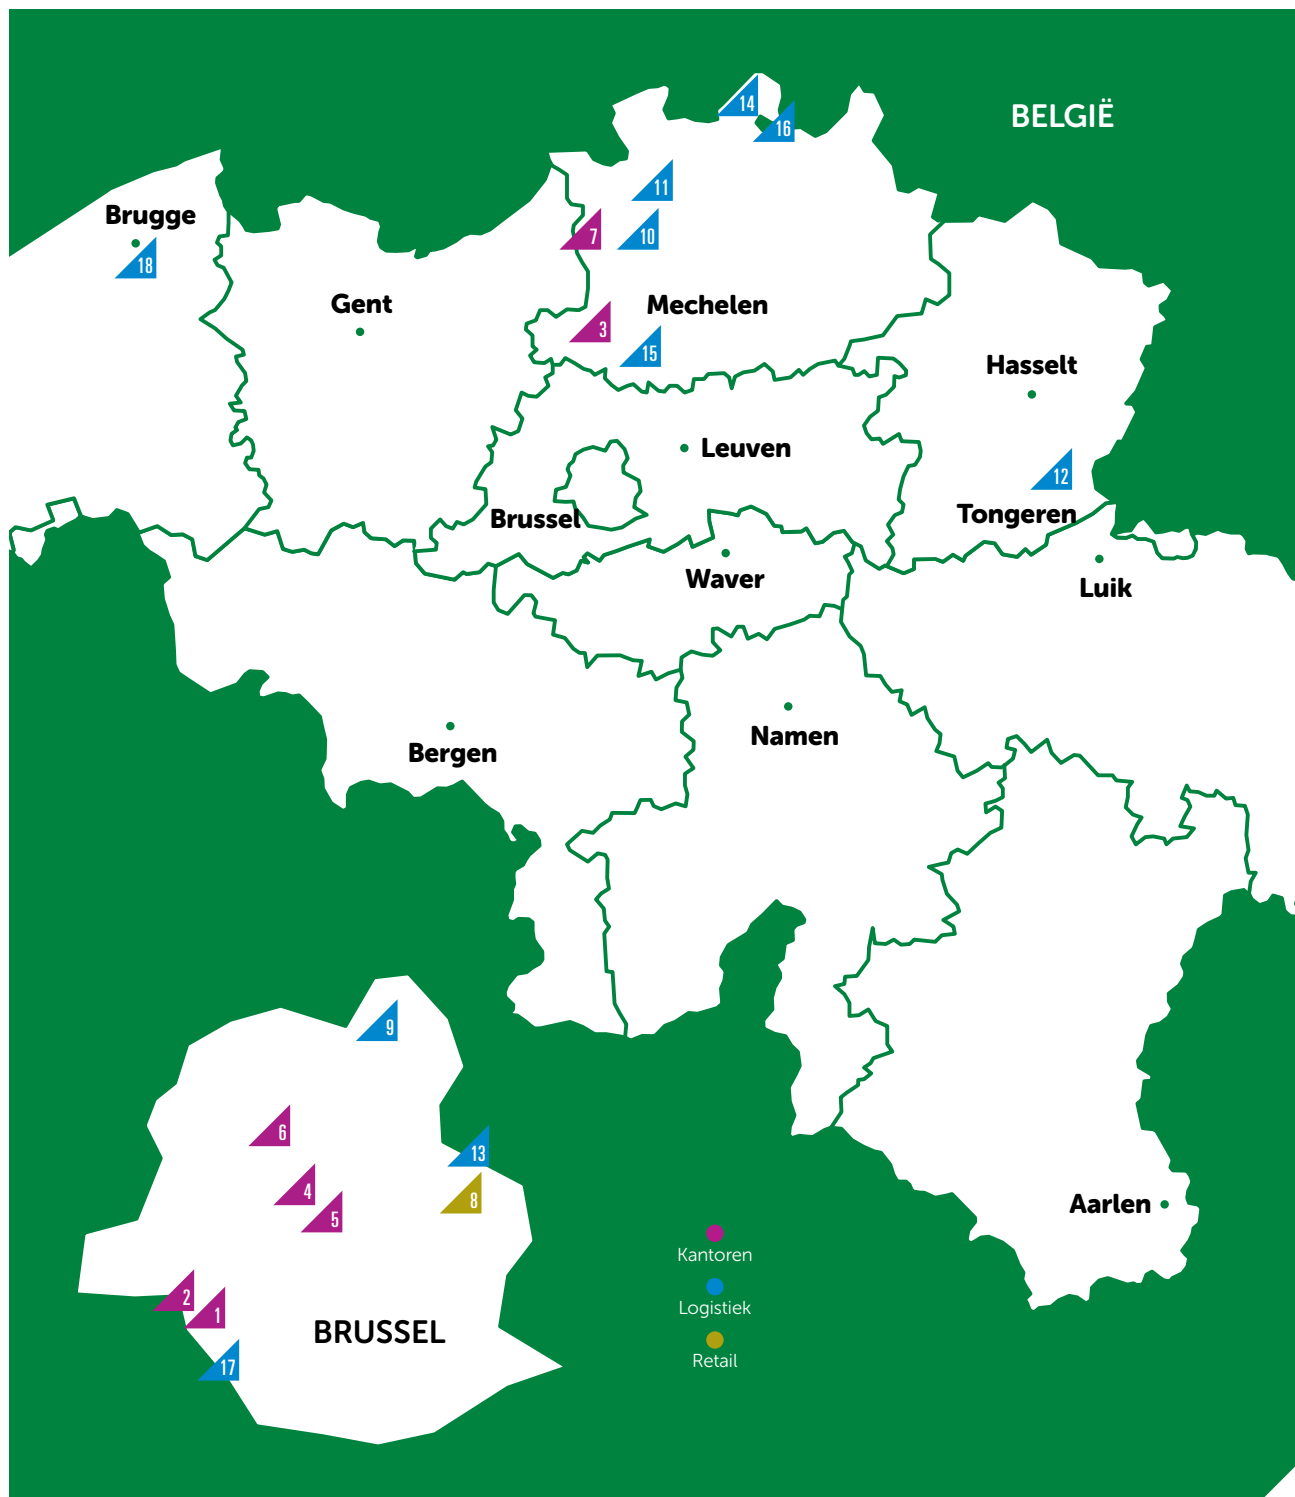 BELGIË
14
16
11
Brugge
7
10
18
Gent
Mechelen
3
15
Hasselt
Leuven
12
Brussel
Tongeren
Waver
Luik
Namen
Bergen
9
6
13
4
8
5
Aarlen
Kantoren
2
Logistiek
1
BRUSSEL
Retail
17